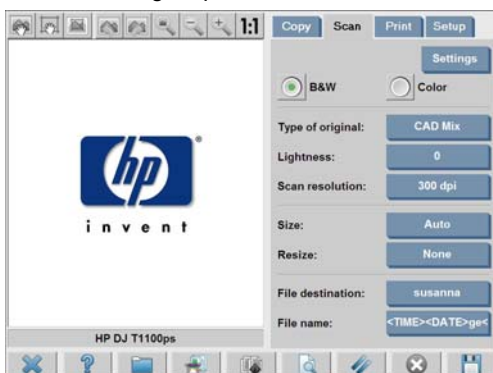 1:1
Copy
Scan
Print
Setup
Settings
B&W
Color
Type of original:
CAD Mix
Lightness:
0
Scan resolution:
300 dpi
Size:
Auto
Resize:
None
File destination:
susanna
File name:
<TIME><DATE>ge<
hp
invent
HP DJ T1100ps